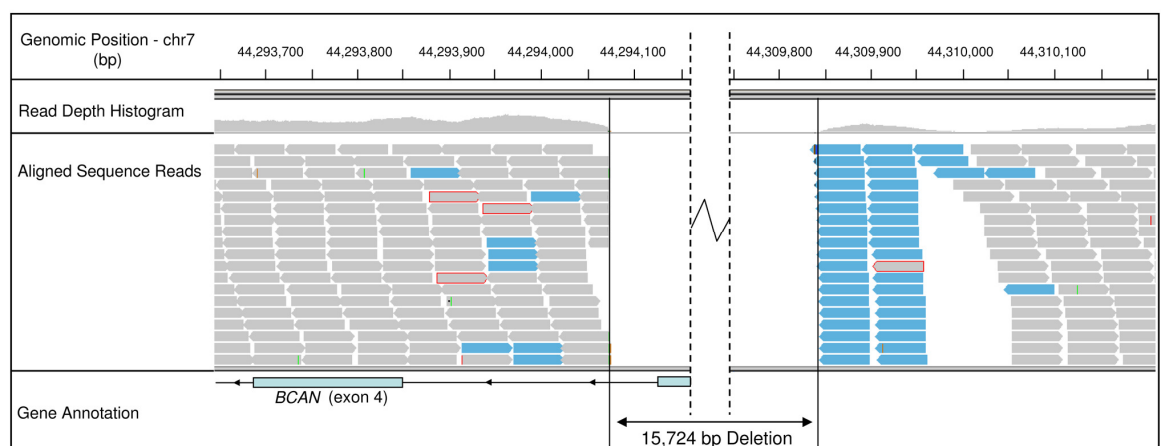 Genomic Position - chr7
(bp)
44,293,700 44,293,800 44,293,900 44,294,000 44,294,100 44,309,800 44,309,900 44,310,000 44,310,100
Read Depth Histogram
Aligned Sequence Reads
BCAN (exon 4)
Gene Annotation
15,724 bp Deletion